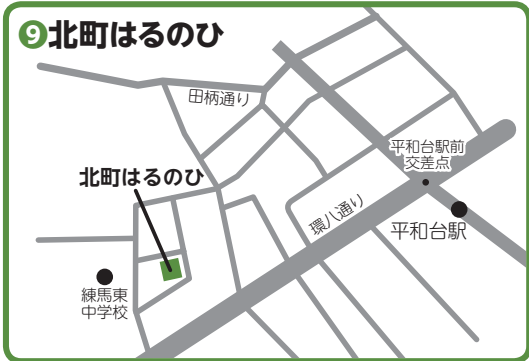 ❾北町はるのひ
田柄通り
平和台駅前
交差点
北町はるのひ
環八通り
平和台駅
練馬東
中学校